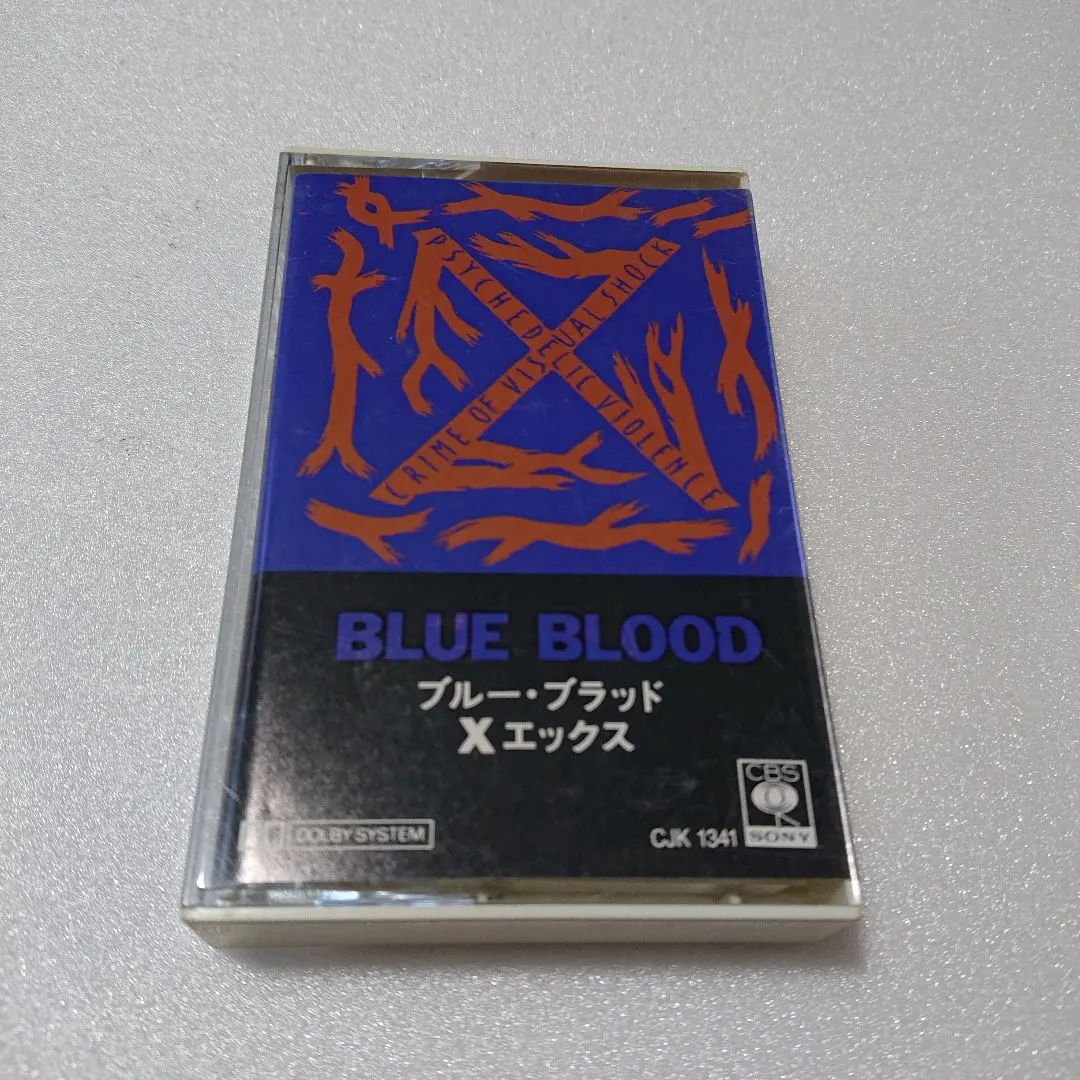 PSYCHEDELIC VIOLENCE
CRIME OF VISUAL SHOCK
BLUE BLOOD
ブルー・ブラッド
X エックス
DOLBY SYSTEM
CJK 1341
CBS
SONY